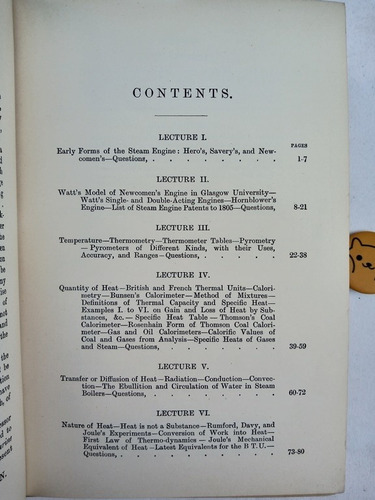 CONTENTS.
LECTURE I.
PAGES
Early Forms of the Steam Engine: Hero's, Savery's, and New-
comen's—Questions, . . . . . . . . 1-7
LECTURE II.
Watt's Model of Newcomen's Engine in Glasgow University—
Watt's Single- and Double-Acting Engines—Hornblower's
Engine—List of Steam Engine Patents to 1865—Questions, 8-21
LECTURE III.
Temperature—Thermometry—Thermometer Tables—Pyrometry
—Pyrometers of Different Kinds, with their Uses,
Accuracy, and Ranges—Questions, . . . . 22-38
LECTURE IV.
Quantity of Heat—British and French Thermal Units—Calori-
metry—Bunsen's Calorimeter—Method of Mixtures—
Definitions of Thermal Capacity and Specific Heat—
Examples I. to VI. on Gain and Loss of Heat by Sub-
stances, &c.—Specific Heat Table—Thomson's Coal
Calorimeter—Rosenhain Form of Thomson Coal Calori-
meter—Gas and Oil Calorimeters—Calorific Values of
Coal and Gases from Analysis—Specific Heats of Gases
and Steam—Questions, . . . . . . 39-59
LECTURE V.
Transfer or Diffusion of Heat—Radiation—Conduction—Convec-
tion—The Ebullition and Circulation of Water in Steam
Boilers—Questions, . . . . . . . 60-72
LECTURE VI.
Nature of Heat—Heat is not a Substance—Rumford, Davy, and
Joule's Experiments—Conversion of Work into Heat—
First Law of Thermo-dynamics—Joule's Mechanical
Equivalent of Heat—Latest Equivalents for the B T U.—
Questions, . . . . . . . . . 73-80